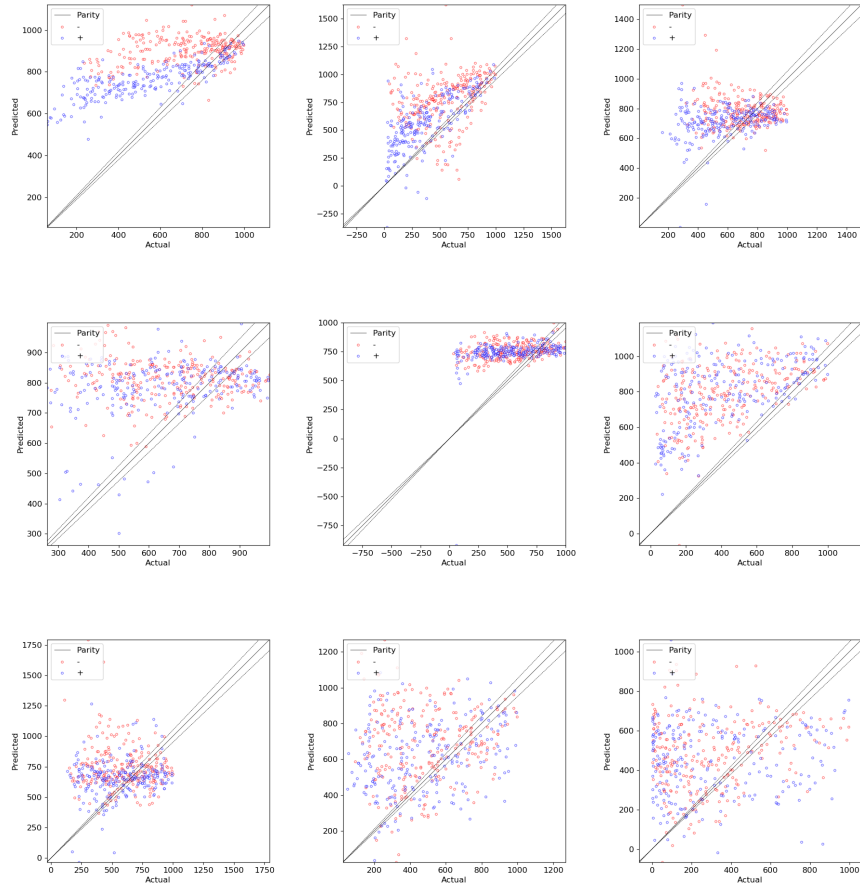 Parity
-
+
1000
800
600
400
200
Predicted
200 400 600 800 1000
Actual
Parity
-
+
1500
1250
1000
750
500
250
0
−250
Predicted
−250 0 250 500 750 1000 1250 1500
Actual
Parity
-
+
1400
1200
1000
800
600
400
200
Predicted
200 400 600 800 1000 1200 1400
Actual
Parity
-
+
900
800
700
600
500
400
300
Predicted
300 400 500 600 700 800 900
Actual
Parity
-
+
1000
750
500
250
0
−250
−500
−750
Predicted
−750 −500 −250 0 250 500 750 1000
Actual
Parity
-
+
1000
800
600
400
200
0
Predicted
0 200 400 600 800 1000
Actual
Parity
-
+
1750
1500
1250
1000
750
500
250
0
Predicted
0 250 500 750 1000 1250 1500 1750
Actual
Parity
-
+
1200
1000
800
600
400
200
Predicted
200 400 600 800 1000 1200
Actual
Parity
-
+
1000
800
600
400
200
0
Predicted
0 200 400 600 800 1000
Actual